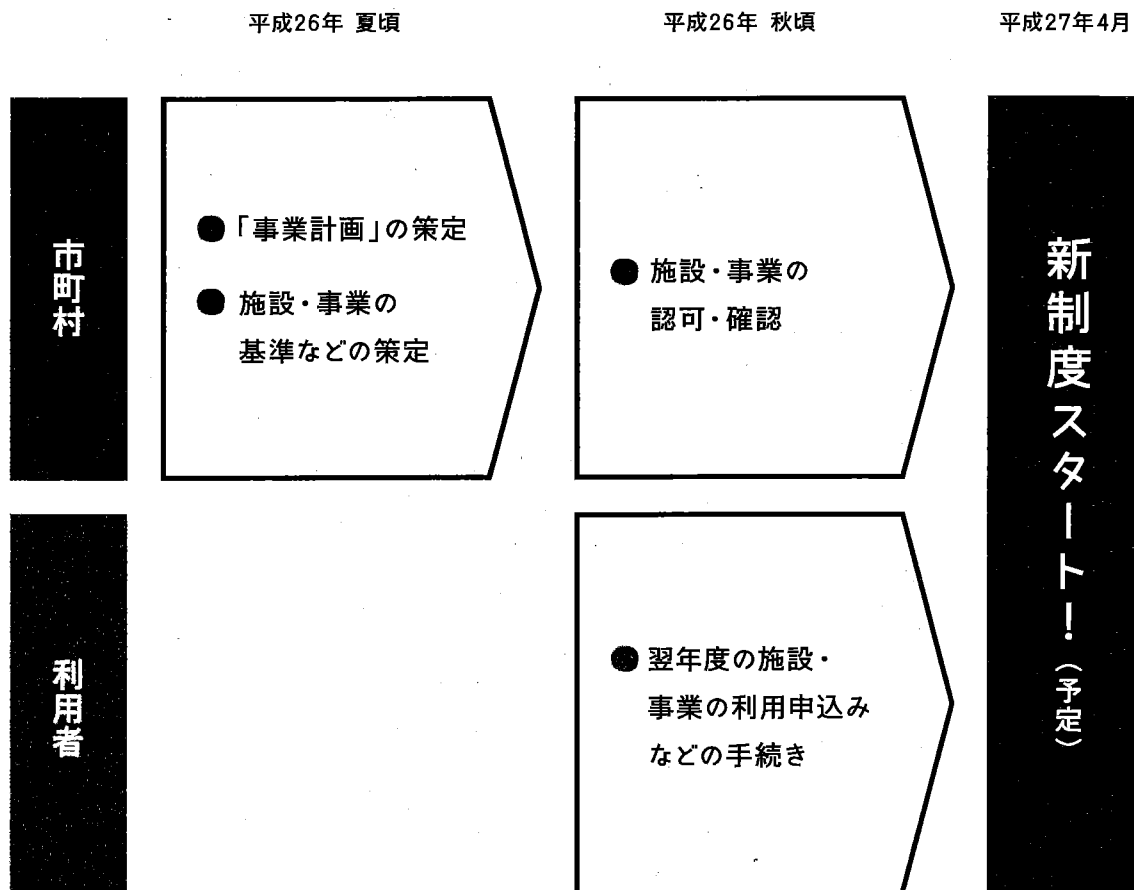 平成26年 夏頃
平成26年 秋頃
平成27年4月
市町村
●「事業計画」の策定
● 施設・事業の
基準などの策定
● 施設・事業の
認可・確認
新制度スタート！（予定）
利用者
● 翌年度の施設・
事業の利用申込み
などの手続き